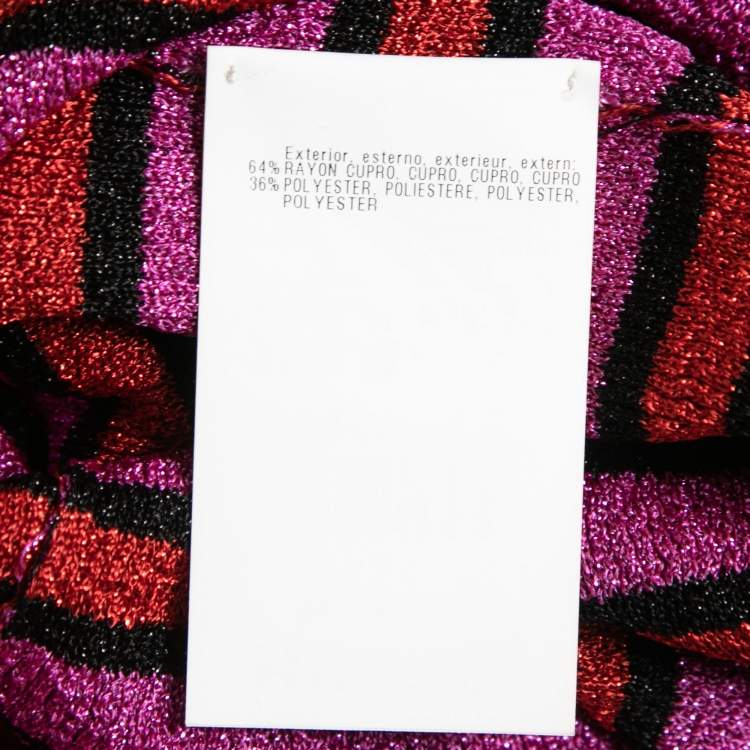 Exterior, esterno, exterieur, extern:
64% RAYON CUPRO, CUPRO, CUPRO, CUPRO
36% POLYESTER, POLIESTERE, POLYESTER,
POLYESTER